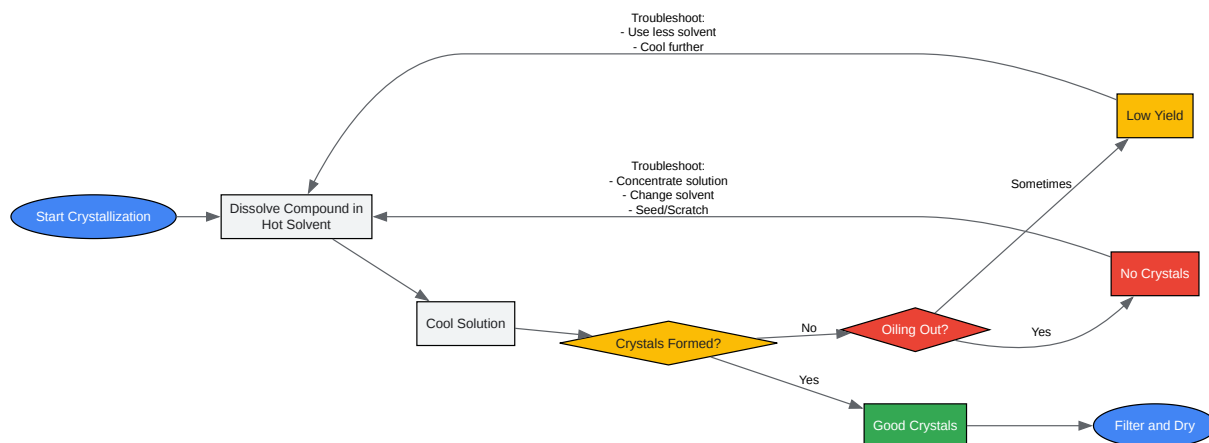 Troubleshoot:
- Use less solvent
- Cool further
Low Yield
Troubleshoot:
- Concentrate solution
- Change solvent
- Seed/Scratch
Sometimes
Start Crystallization
Dissolve Compound in
Hot Solvent
No Crystals
Cool Solution
Crystals Formed?
No
Oiling Out?
Yes
Yes
Good Crystals
Filter and Dry